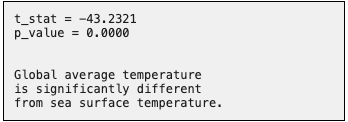 t_stat = -43.2321
p_value = 0.0000
Global average temperature
is significantly different
from sea surface temperature.